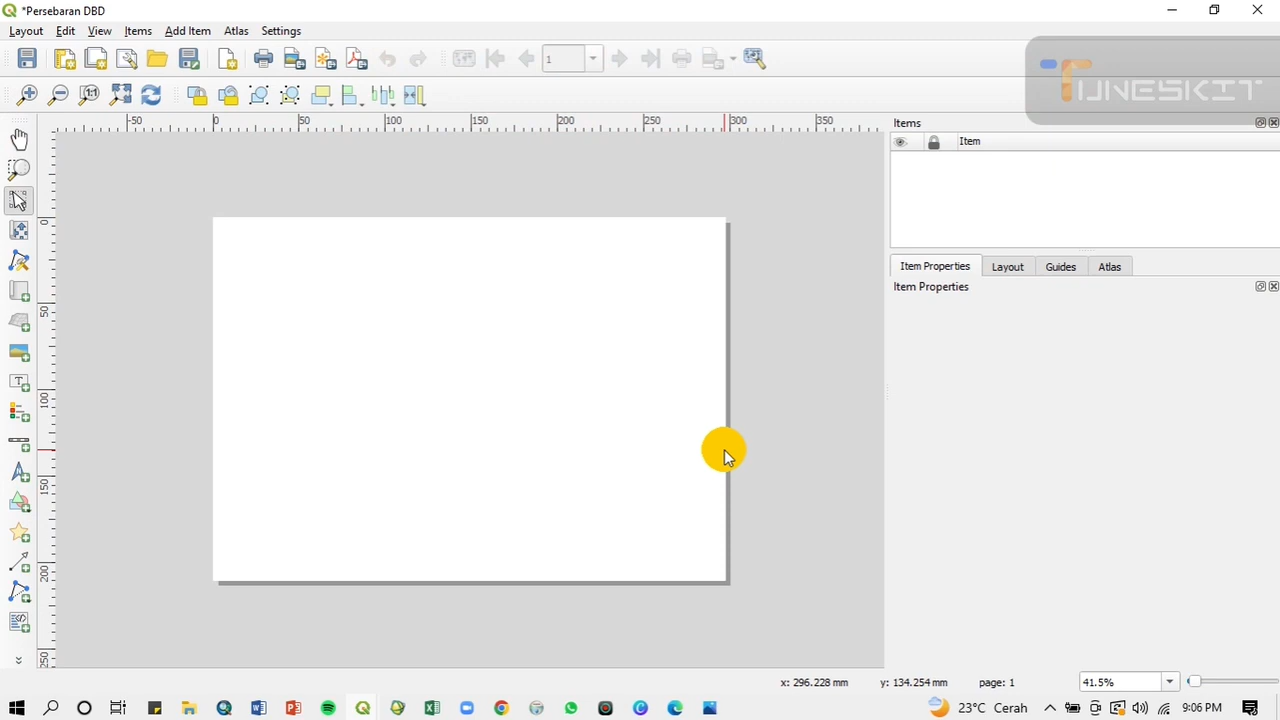 *Persebaran DBD
Layout Edit View Items Add Item Atlas Settings
1
TUNESKIT
-50 0 50 100 150 200 250 300 350
0
50
100
150
200
250
Items
Item
Item Properties Layout Guides Atlas
Item Properties
x: 296.228 mm y: 134.254 mm page: 1 41.5%
23°C Cerah 9:06 PM